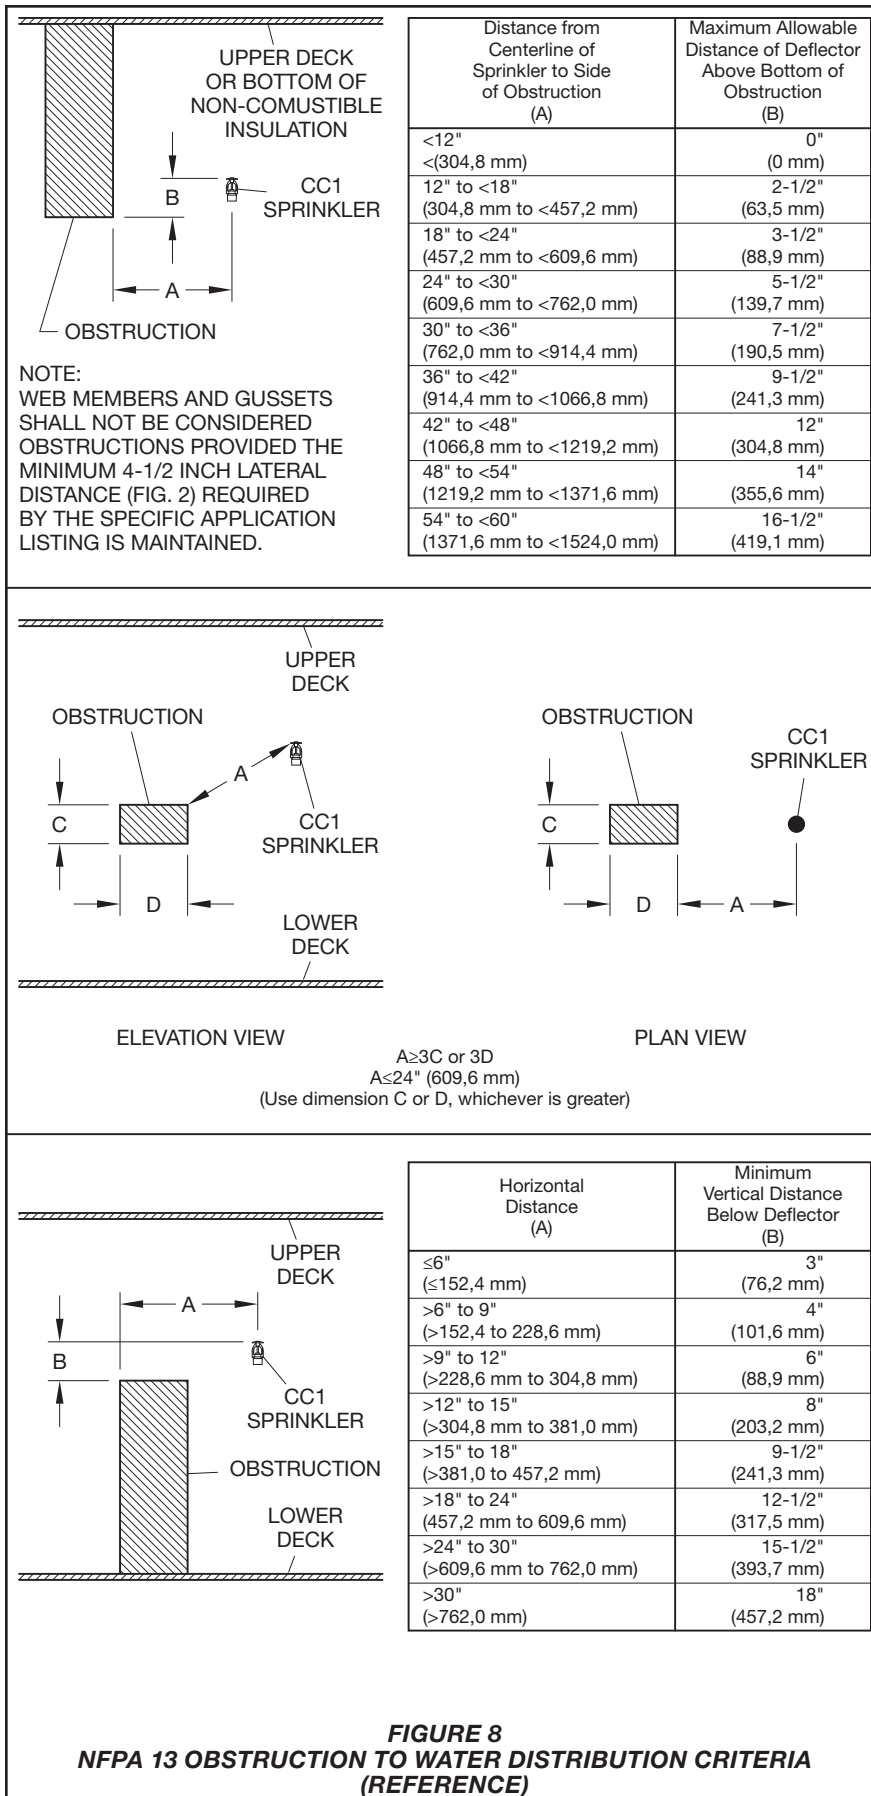 UPPER DECK
OR BOTTOM OF
NON-COMUSTIBLE
INSULATION
B
CC1
SPRINKLER
A
OBSTRUCTION
NOTE:
WEB MEMBERS AND GUSSETS
SHALL NOT BE CONSIDERED
OBSTRUCTIONS PROVIDED THE
MINIMUM 4-1/2 INCH LATERAL
DISTANCE (FIG. 2) REQUIRED
BY THE SPECIFIC APPLICATION
LISTING IS MAINTAINED.
Distance from
Centerline of
Sprinkler to Side
of Obstruction
(A)
Maximum Allowable
Distance of Deflector
Above Bottom of
Obstruction
(B)
<12" 0"
<(304,8 mm) (0 mm)
12" to <18" 2-1/2"
(304,8 mm to <457,2 mm) (63,5 mm)
18" to <24" 3-1/2"
(457,2 mm to <609,6 mm) (88,9 mm)
24" to <30" 5-1/2"
(609,6 mm to <762,0 mm) (139,7 mm)
30" to <36" 7-1/2"
(762,0 mm to <914,4 mm) (190,5 mm)
36" to <42" 9-1/2"
(914,4 mm to <1066,8 mm) (241,3 mm)
42" to <48" 12"
(1066,8 mm to <1219,2 mm) (304,8 mm)
48" to <54" 14"
(1219,2 mm to <1371,6 mm) (355,6 mm)
54" to <60" 16-1/2"
(1371,6 mm to <1524,0 mm) (419,1 mm)
UPPER
DECK
OBSTRUCTION
A
C
CC1
SPRINKLER
D
LOWER
DECK
ELEVATION VIEW
OBSTRUCTION
CC1
SPRINKLER
C
D
A
PLAN VIEW
A≥3C or 3D
A≤24" (609,6 mm)
(Use dimension C or D, whichever is greater)
UPPER
DECK
A
B
CC1
SPRINKLER
OBSTRUCTION
LOWER
DECK
Horizontal
Distance
(A)
Minimum
Vertical Distance
Below Deflector
(B)
≤6" 3"
(≤152,4 mm) (76,2 mm)
>6" to 9" 4"
(>152,4 to 228,6 mm) (101,6 mm)
>9" to 12" 6"
(>228,6 mm to 304,8 mm) (88,9 mm)
>12" to 15" 8"
(>304,8 mm to 381,0 mm) (203,2 mm)
>15" to 18" 9-1/2"
(>381,0 to 457,2 mm) (241,3 mm)
>18" to 24" 12-1/2"
(457,2 mm to 609,6 mm) (317,5 mm)
>24" to 30" 15-1/2"
(>609,6 mm to 762,0 mm) (393,7 mm)
>30" 18"
(>762,0 mm) (457,2 mm)
FIGURE 8
NFPA 13 OBSTRUCTION TO WATER DISTRIBUTION CRITERIA
(REFERENCE)